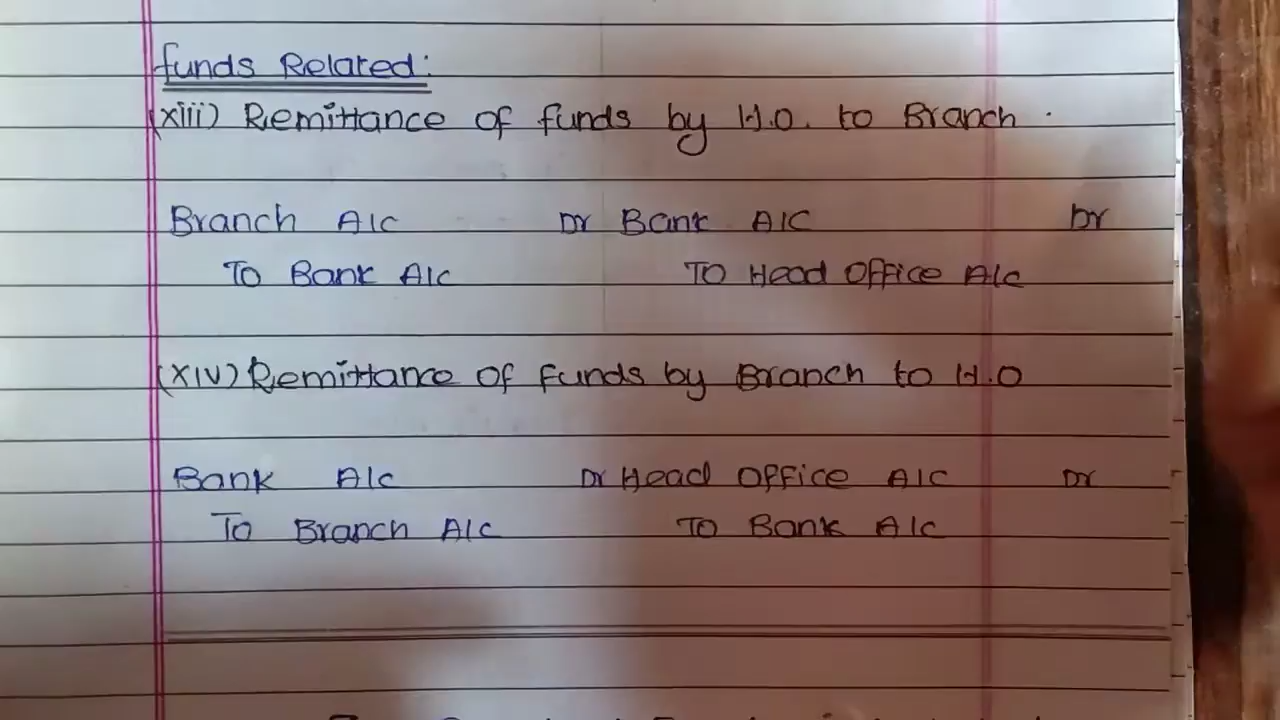 funds Related:
(xiii) Remittance of funds by H.O. to Branch.
Branch A/c Dr Bank A/c Dr
To Bank A/c To Head Office A/c
(XIV) Remittance of funds by Branch to H.O
Bank A/c Dr Head Office A/c Dr
To Branch A/c To Bank A/c